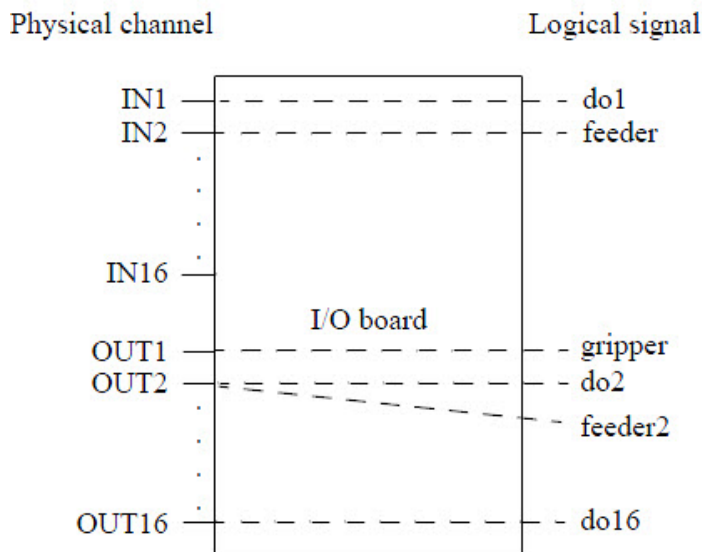 Physical channel Logical signal
IN1 do1
IN2 feeder
IN16
I/O board
OUT1 gripper
OUT2 do2
feeder2
OUT16 do16